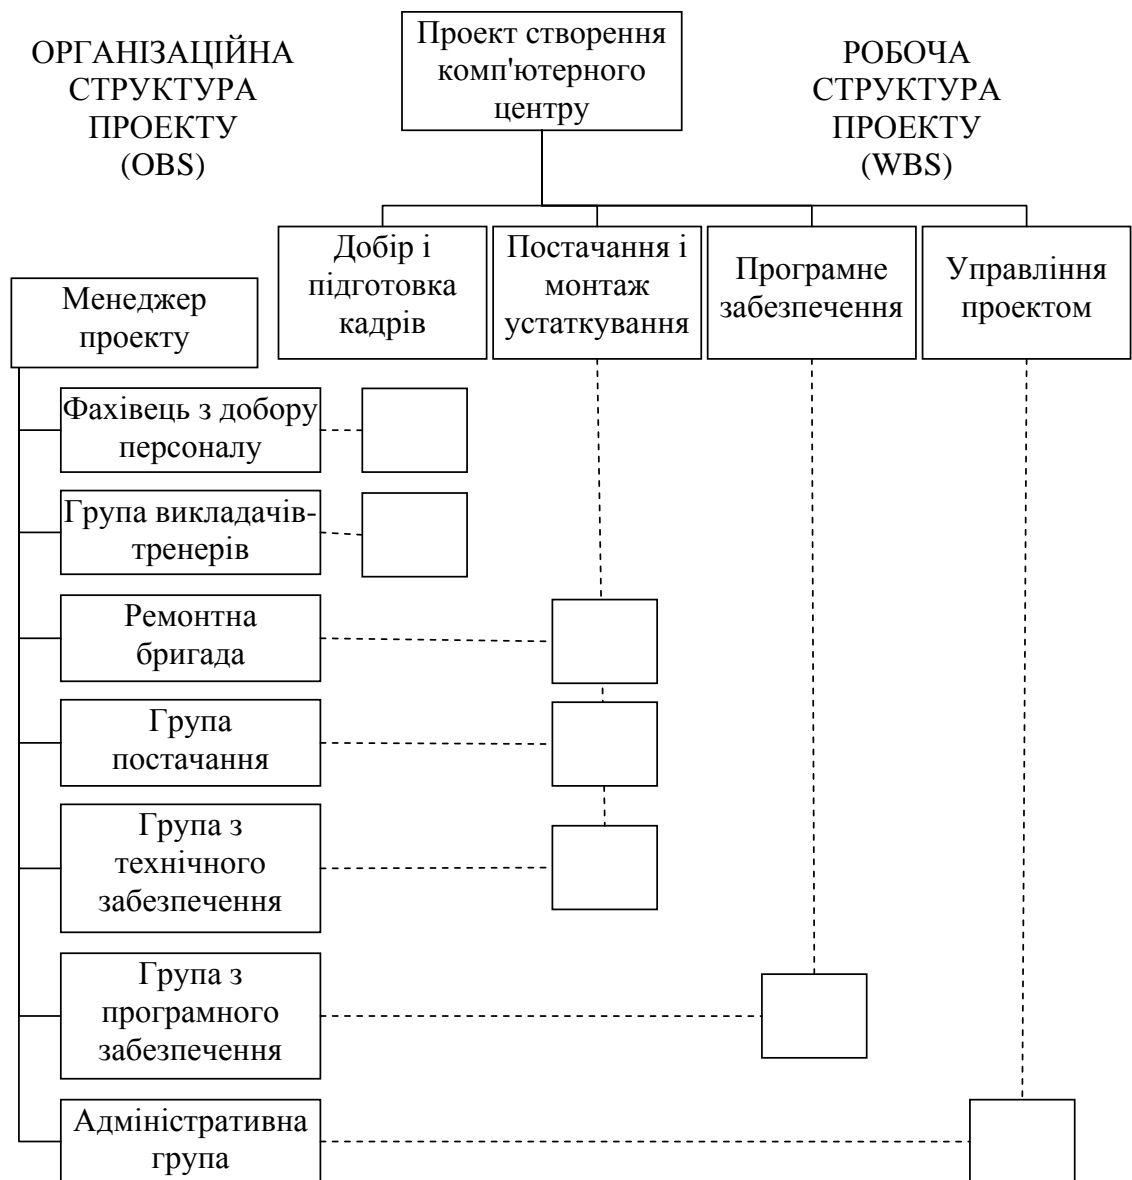 ОРГАНІЗАЦІЙНА
СТРУКТУРА
ПРОЕКТУ
(OBS)
Проект створення
комп'ютерного
центру
РОБОЧА
СТРУКТУРА
ПРОЕКТУ
(WBS)
Добір і
підготовка
кадрів
Постачання і
монтаж
устаткування
Програмне
забезпечення
Управління
проектом
Менеджер
проекту
Фахівець з добору
персоналу
Група викладачів-
тренерів
Ремонтна
бригада
Група
постачання
Група з
технічного
забезпечення
Група з
програмного
забезпечення
Адміністративна
група